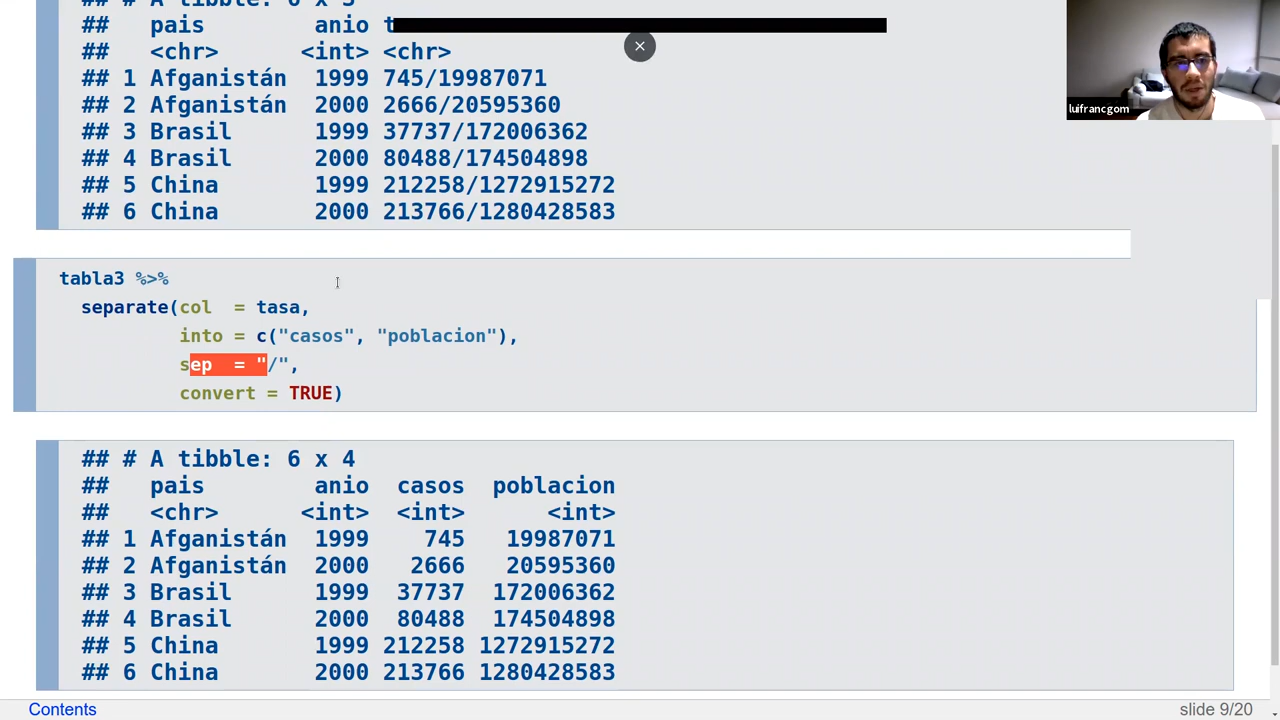 ## # A tibble: 6 x 3
## pais anio t
## <chr> <int> <chr>
## 1 Afganistán 1999 745/19987071
## 2 Afganistán 2000 2666/20595360
## 3 Brasil 1999 37737/172006362
## 4 Brasil 2000 80488/174504898
## 5 China 1999 212258/1272915272
## 6 China 2000 213766/1280428583
luifrancgom
tabla3 %>%
separate(col = tasa,
into = c("casos", "poblacion"),
sep = "/",
convert = TRUE)
## # A tibble: 6 x 4
## pais anio casos poblacion
## <chr> <int> <int> <int>
## 1 Afganistán 1999 745 19987071
## 2 Afganistán 2000 2666 20595360
## 3 Brasil 1999 37737 172006362
## 4 Brasil 2000 80488 174504898
## 5 China 1999 212258 1272915272
## 6 China 2000 213766 1280428583
Contents
slide 9/20